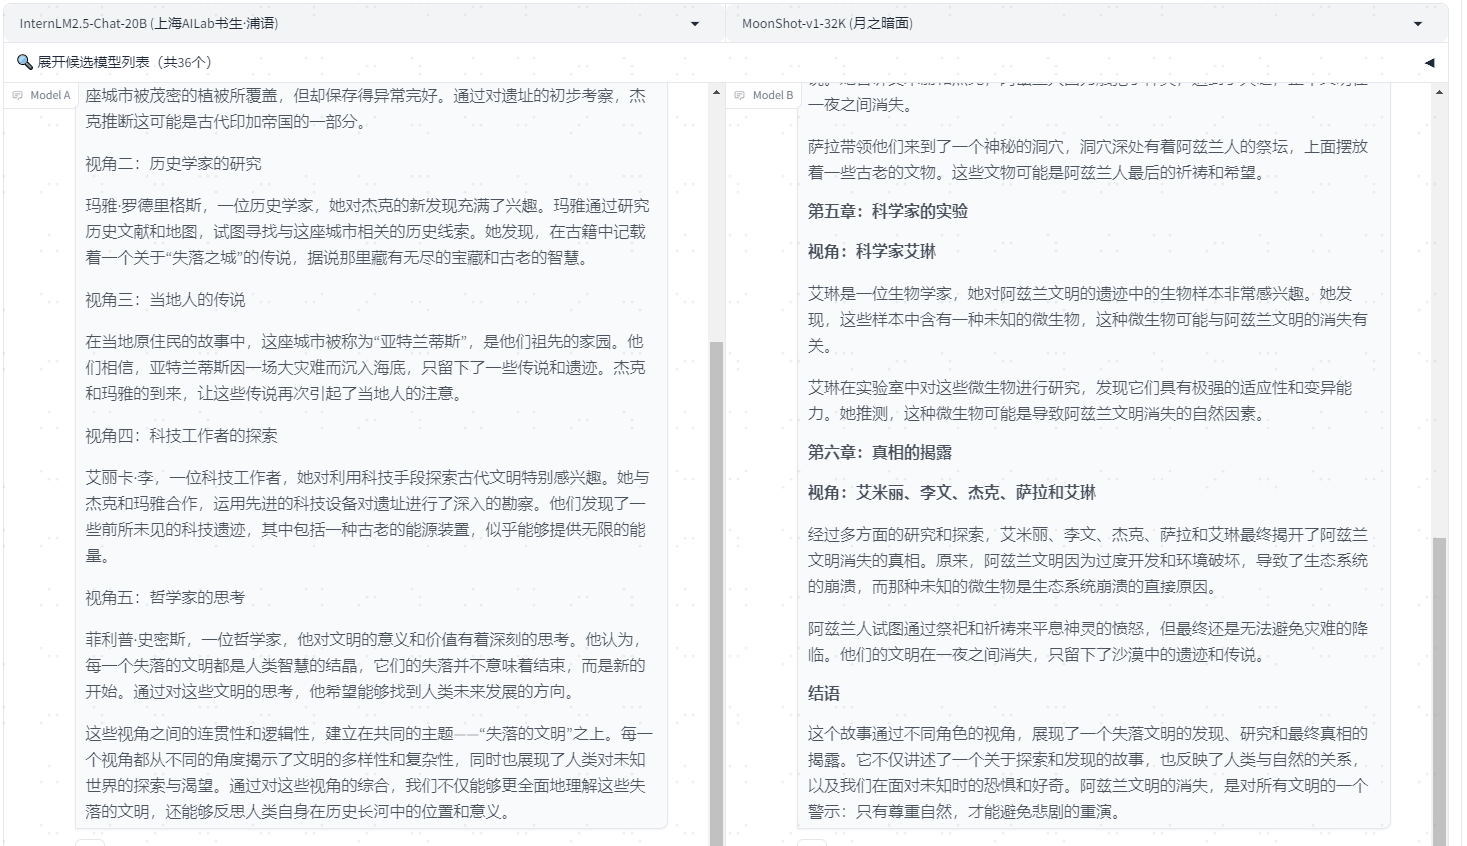 InternLM2.5-Chat-20B (上海AILab书生·浦语)
MoonShot-v1-32K (月之暗面)
展开候选模型列表（共36个）
Model A
座城市被茂密的植被所覆盖，但却保存得异常完好。通过对遗址的初步考察，杰
克推断这可能是古代印加帝国的一部分。
视角二：历史学家的研究
玛雅·罗德里格斯，一位历史学家，她对杰克的新发现充满了兴趣。玛雅通过研究
历史文献和地图，试图寻找与这座城市相关的历史线索。她发现，在古籍中记载
着一个关于“失落之城”的传说，据说那里藏有无尽的宝藏和古老的智慧。
视角三：当地人的传说
在当地原住民的故事中，这座城市被称为“亚特兰蒂斯”，是他们祖先的家园。他
们相信，亚特兰蒂斯因一场大灾难而沉入海底，只留下了一些传说和遗迹。杰克
和玛雅的到来，让这些传说再次引起了当地人的注意。
视角四：科技工作者的探索
艾丽卡·李，一位科技工作者，她对利用科技手段探索古代文明特别感兴趣。她与
杰克和玛雅合作，运用先进的科技设备对遗址进行了深入的勘察。他们发现了一
些前所未见的科技遗迹，其中包括一种古老的能源装置，似乎能够提供无限的能
量。
视角五：哲学家的思考
菲利普·史密斯，一位哲学家，他对文明的意义和价值有着深刻的思考。他认为，
每一个失落的文明都是人类智慧的结晶，它们的失落并不意味着结束，而是新的
开始。通过对这些文明的思考，他希望能够找到人类未来发展的方向。
这些视角之间的连贯性和逻辑性，建立在共同的主题——“失落的文明”之上。每一
个视角都从不同的角度揭示了文明的多样性和复杂性，同时也展现了人类对未知
世界的探索与渴望。通过对这些视角的综合，我们不仅能够更全面地理解这些失
落的文明，还能够反思人类自身在历史长河中的位置和意义。
Model B
一夜之间消失。
萨拉带领他们来到了一个神秘的洞穴，洞穴深处有着阿兹兰人的祭坛，上面摆放
着一些古老的文物。这些文物可能是阿兹兰人最后的祈祷和希望。
第五章：科学家的实验
视角：科学家艾琳
艾琳是一位生物学家，她对阿兹兰文明的遗迹中的生物样本非常感兴趣。她发
现，这些样本中含有一种未知的微生物，这种微生物可能与阿兹兰文明的消失有
关。
艾琳在实验室中对这些微生物进行研究，发现它们具有极强的适应性和变异能
力。她推测，这种微生物可能是导致阿兹兰文明消失的自然因素。
第六章：真相的揭露
视角：艾米丽、李文、杰克、萨拉和艾琳
经过多方面的研究和探索，艾米丽、李文、杰克、萨拉和艾琳最终揭开了阿兹兰
文明消失的真相。原来，阿兹兰文明因为过度开发和环境破坏，导致了生态系统
的崩溃，而那种未知的微生物是生态系统崩溃的直接原因。
阿兹兰人试图通过祭祀和祈祷来平息神灵的愤怒，但最终还是无法避免灾难的降
临。他们的文明在一夜之间消失，只留下了沙漠中的遗迹和传说。
结语
这个故事通过不同角色的视角，展现了一个失落文明的发现、研究和最终真相的
揭露。它不仅讲述了一个关于探索和发现的故事，也反映了人类与自然的关系，
以及我们在面对未知时的恐惧和好奇。阿兹兰文明的消失，是对所有文明的一个
警示：只有尊重自然，才能避免悲剧的重演。